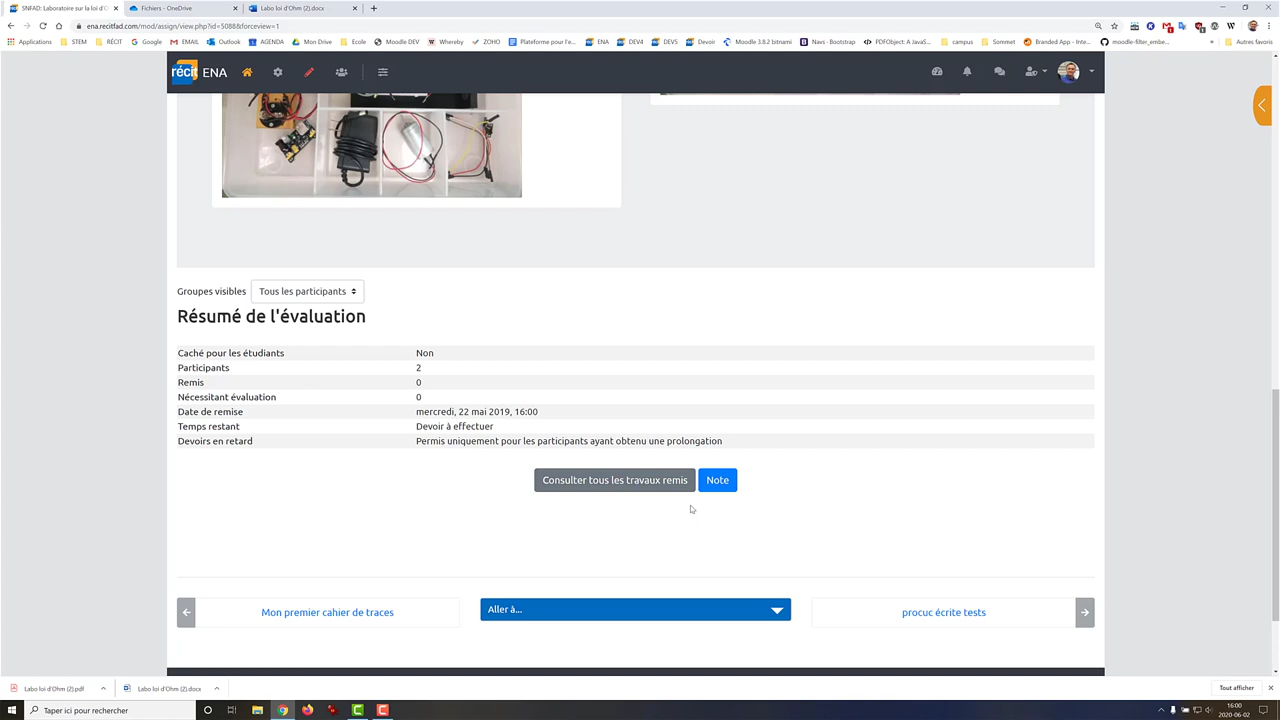 SNFAD: Laboratoire sur la loi d'O
Fichiers - OneDrive
Labo loi d'Ohm (2).docx
ena.recitfad.com/mod/assign/view.php?id=5088&forceview=1
Applications
STEM
RÉCIT
Google
EMAIL
Outlook
AGENDA
Mon Drive
Ecole
Moodle DEV
Whereby
ZOHO
Plateforme pour l'e...
ENA
DEV4
DEV5
Devoir
Moodle 3.8.2 bitnami
Navs · Bootstrap
PDFObject: A JavaS...
campus
Sommet
Branded App - Inte...
moodle-filter_embe...
»
Autres favoris
récit ENA
Groupes visibles
Tous les participants
Résumé de l'évaluation
Caché pour les étudiants Non
Participants 2
Remis 0
Nécessitant évaluation 0
Date de remise mercredi, 22 mai 2019, 16:00
Temps restant Devoir à effectuer
Devoirs en retard Permis uniquement pour les participants ayant obtenu une prolongation
Consulter tous les travaux remis
Note
Mon premier cahier de traces
Aller à...
procuc écrite tests
Labo loi d'Ohm (2).pdf
Labo loi d'Ohm (2).docx
Tout afficher
Taper ici pour rechercher
16:00
2020-06-02